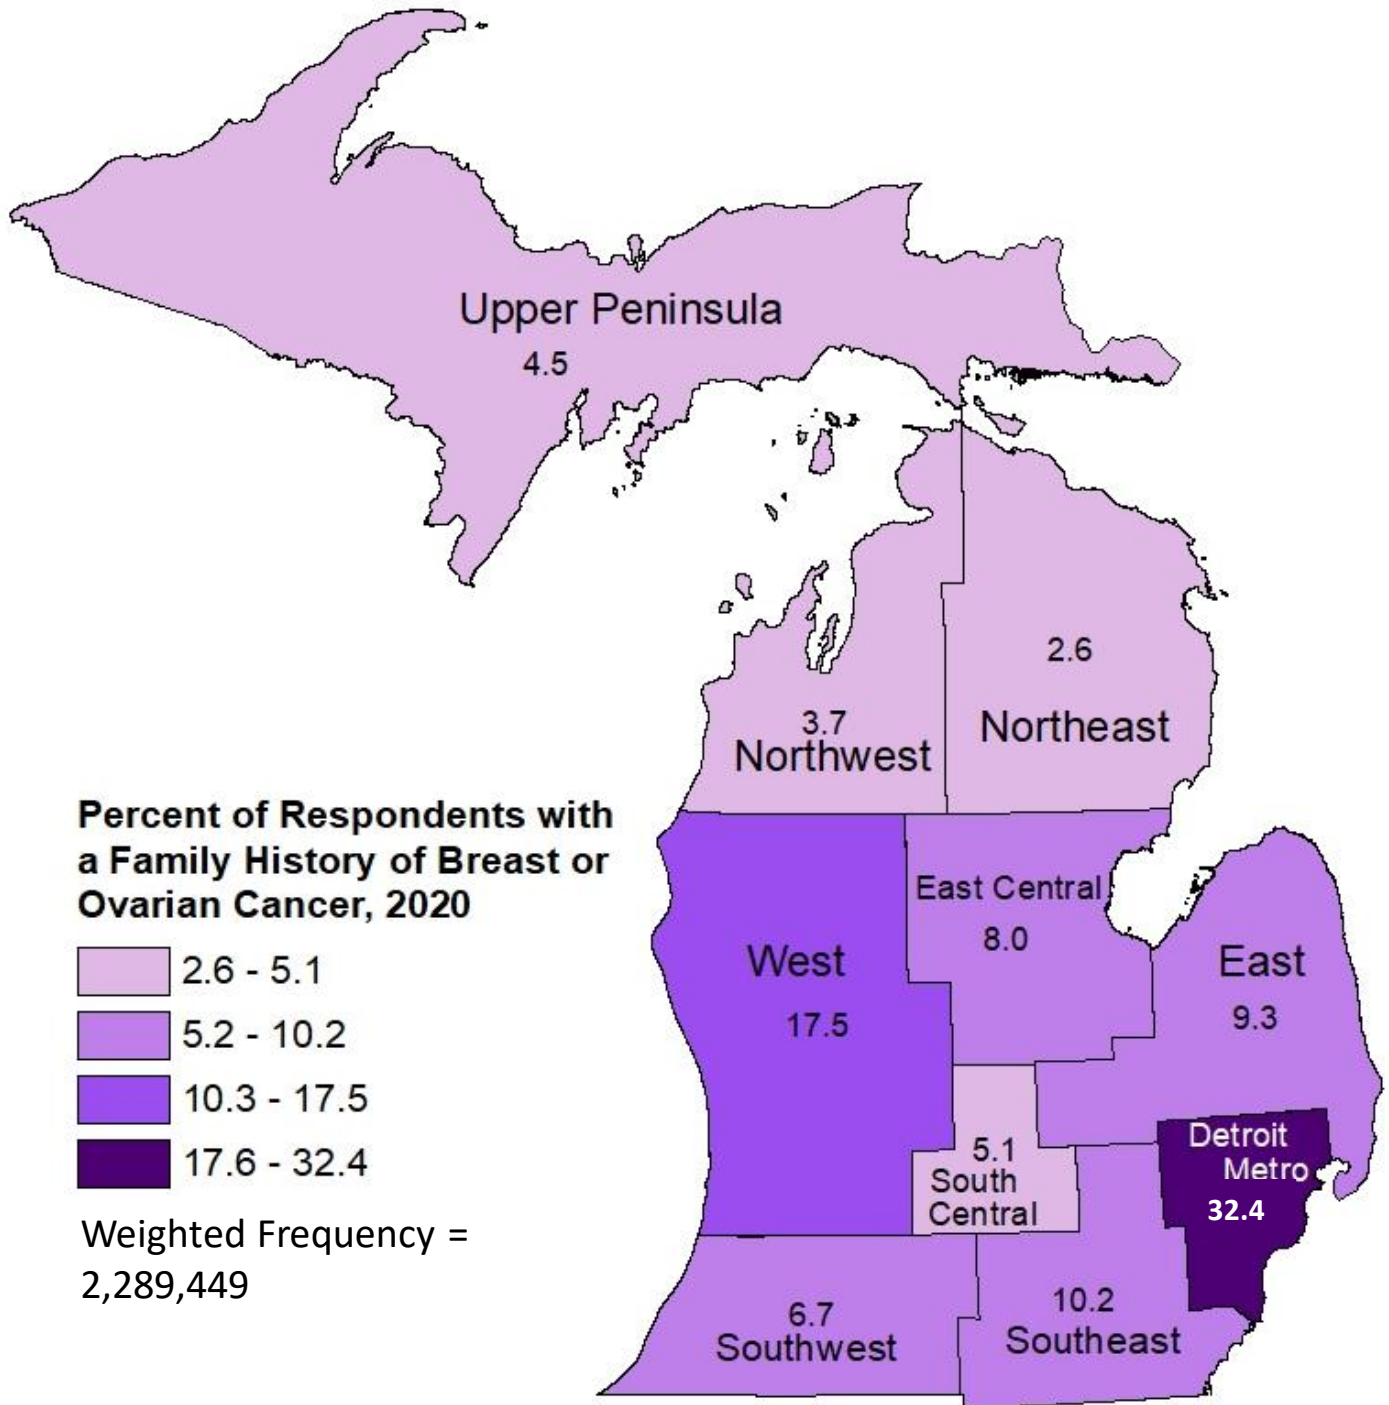 Upper Peninsula
4.5
2.6
Northeast
3.7
Northwest
Percent of Respondents with
a Family History of Breast or
Ovarian Cancer, 2020
2.6 - 5.1
5.2 - 10.2
10.3 - 17.5
17.6 - 32.4
Weighted Frequency =
2,289,449
East Central
8.0
West
17.5
East
9.3
5.1
South
Central
Detroit
Metro
32.4
6.7
Southwest
10.2
Southeast